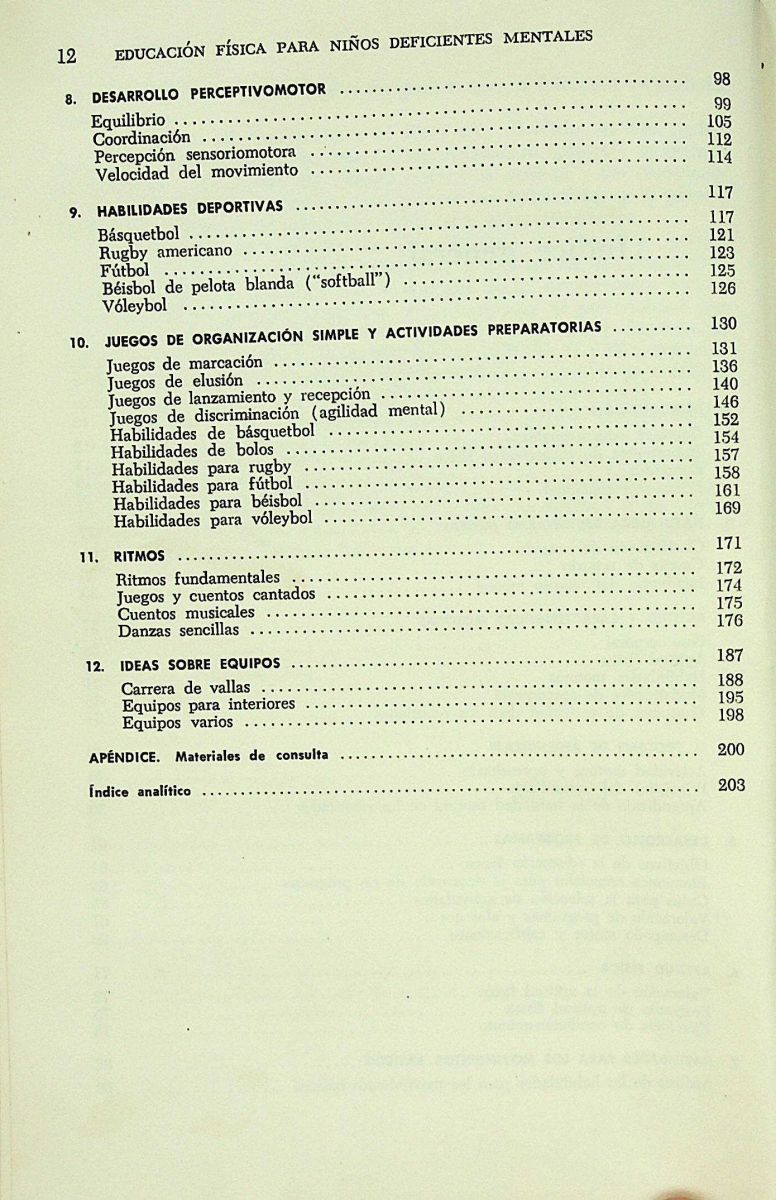 12 EDUCACIÓN FÍSICA PARA NIÑOS DEFICIENTES MENTALES
8. DESARROLLO PERCEPTIVOMOTOR 98
Equilibrio 99
Coordinación 105
Percepción sensoriomotora 112
Velocidad del movimiento 114
9. HABILIDADES DEPORTIVAS 117
Básquetbol 117
Rugby americano 121
Fútbol 123
Béisbol de pelota blanda ("softball") 125
Vóleybol 126
10. JUEGOS DE ORGANIZACIÓN SIMPLE Y ACTIVIDADES PREPARATORIAS 130
Juegos de marcación 131
Juegos de elusión 136
Juegos de lanzamiento y recepción 140
Juegos de discriminación (agilidad mental) 146
Habilidades de básquetbol 152
Habilidades de bolos 154
Habilidades para rugby 157
Habilidades para fútbol 158
Habilidades para béisbol 161
Habilidades para vóleybol 169
11. RITMOS 171
Ritmos fundamentales 172
Juegos y cuentos cantados 174
Cuentos musicales 175
Danzas sencillas 176
12. IDEAS SOBRE EQUIPOS 187
Carrera de vallas 188
Equipos para interiores 195
Equipos varios 198
APÉNDICE. Materiales de consulta 200
Índice analítico 203